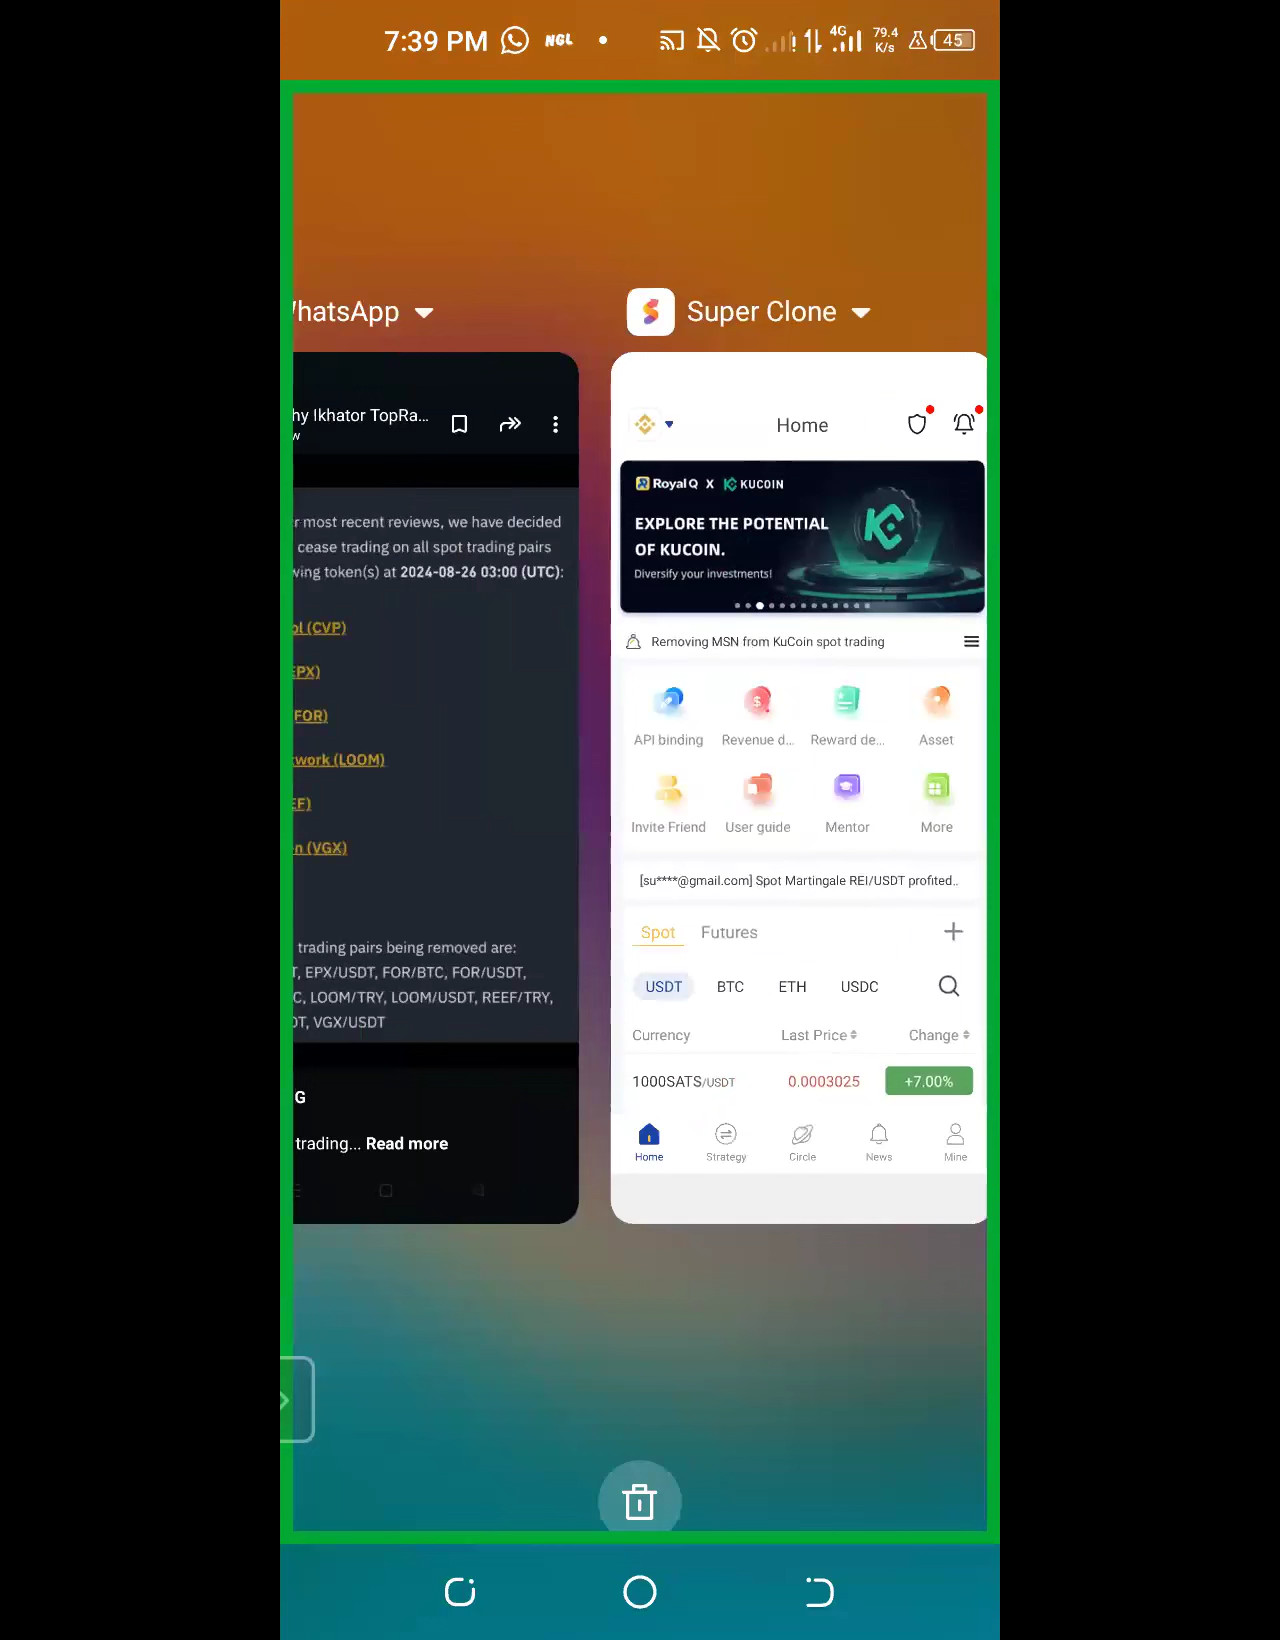 7:39 PM NGL 4G 79.4 K/s 45
hatsApp
Super Clone
hy Ikhator TopRa...
w
r most recent reviews, we have decided
cease trading on all spot trading pairs
wing token(s) at 2024-08-26 03:00 (UTC):
ol (CVP)
EPX)
FOR)
work (LOOM)
EF)
n (VGX)
trading pairs being removed are:
T, EPX/USDT, FOR/BTC, FOR/USDT,
C, LOOM/TRY, LOOM/USDT, REEF/TRY,
DT, VGX/USDT
G
trading... Read more
Home
Royal Q X KUCOIN
EXPLORE THE POTENTIAL
OF KUCOIN.
Diversify your investments!
Removing MSN from KuCoin spot trading
API binding Revenue d... Reward de... Asset
Invite Friend User guide Mentor More
[su****@gmail.com] Spot Martingale REI/USDT profited..
Spot Futures
USDT BTC ETH USDC
Currency Last Price Change
1000SATS/USDT 0.0003025 +7.00%
Home Strategy Circle News Mine